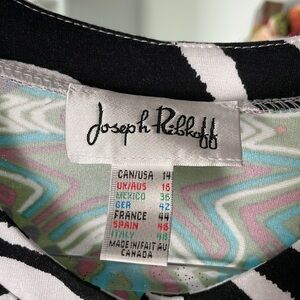 Joseph Ribkoff
CAN/USA 14
UK/AUS 16
MEXICO 36
GER 42
FRANCE 44
SPAIN 46
ITALY 48
MADE IN/FAIT AU
CANADA